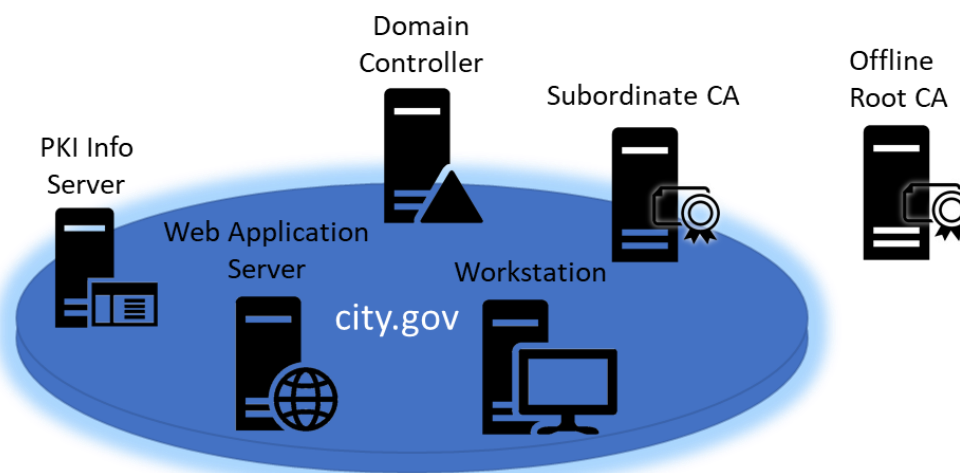 Domain
Controller
Offline
Root CA
Subordinate CA
PKI Info
Server
Web Application
Server
Workstation
city.gov